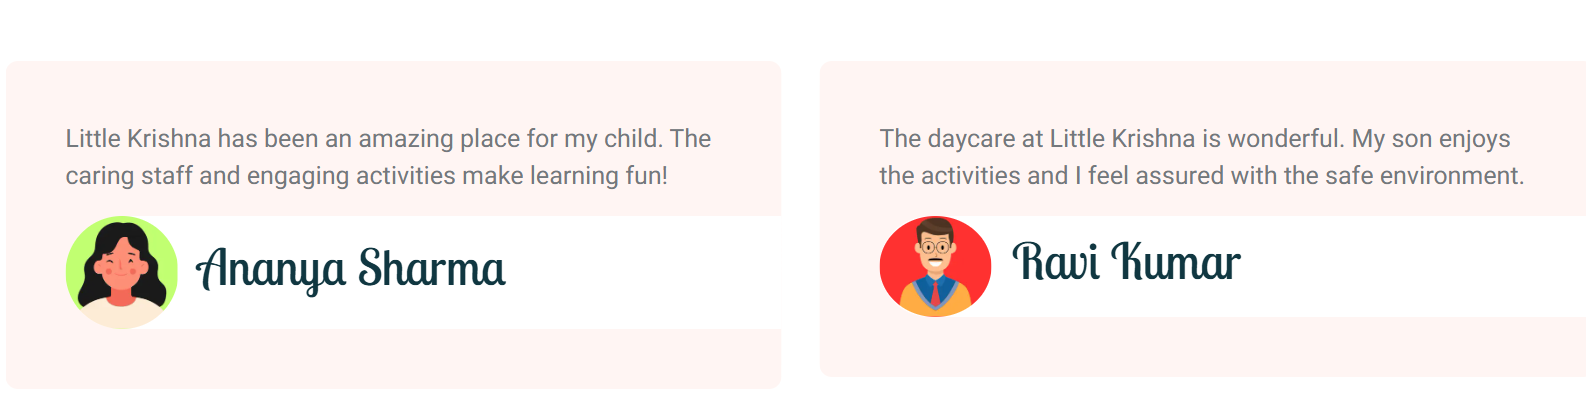 Little Krishna has been an amazing place for my child. The
caring staff and engaging activities make learning fun!
Ananya Sharma
The daycare at Little Krishna is wonderful. My son enjoys
the activities and I feel assured with the safe environment.
Ravi Kumar